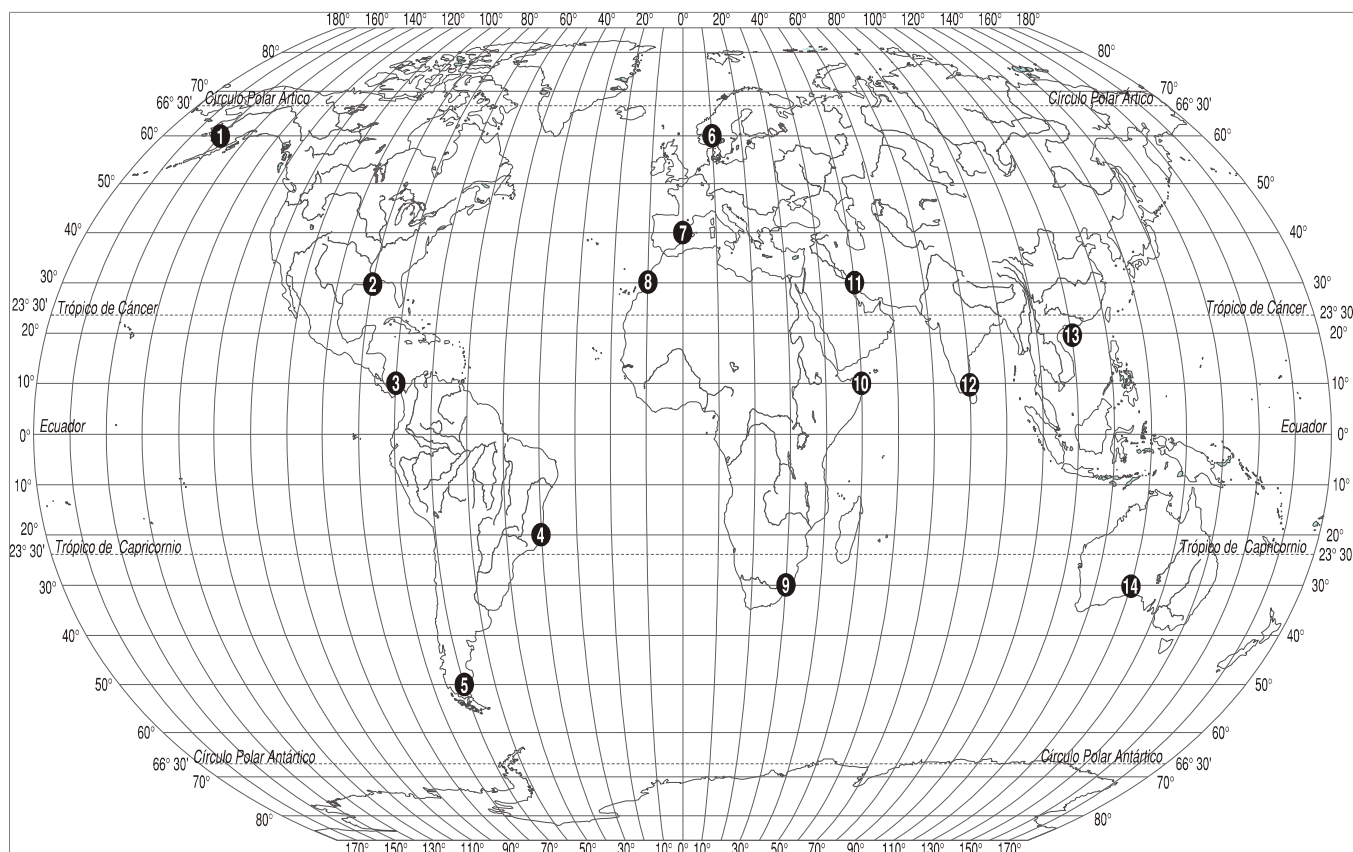 180° 160° 140° 120° 100° 80° 60° 40° 20° 0° 20° 40° 60° 80° 100° 120° 140° 160° 180°
80° 80°
70° 70°
66° 30' Círculo Polar Ártico Círculo Polar Ártico 66° 30'
60° 1 6 60°
50° 50°
40° 7 40°
30° 2 8 11 30°
23° 30' Trópico de Cáncer Trópico de Cáncer 23° 30'
20° 13 20°
10° 3 10 12 10°
Ecuador Ecuador
0° 0°
10° 10°
20° 4 20°
23° 30' Trópico de Capricornio Trópico de Capricornio 23° 30'
30° 9 14 30°
40° 40°
50° 5 50°
60° 60°
66° 30' Círculo Polar Antártico Círculo Polar Antártico 66° 30'
70° 70°
80° 80°
170° 150° 130° 110° 90° 70° 50° 30° 10° 0° 10° 30° 50° 70° 90° 110° 130° 150° 170°